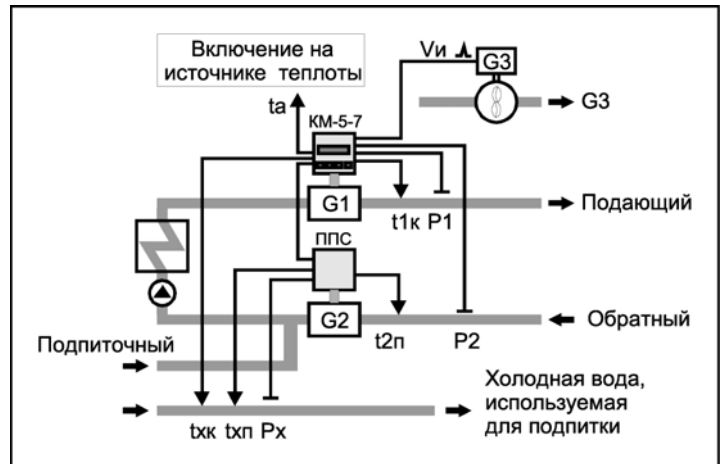 Включение на
источнике теплоты
Vи
G3
G3
ta
КМ-5-7
G1
Подающий
t1к P1
ППС
G2
Обратный
t2п
P2
Подпиточный
Холодная вода,
используемая
для подпитки
tхк tхп Рх